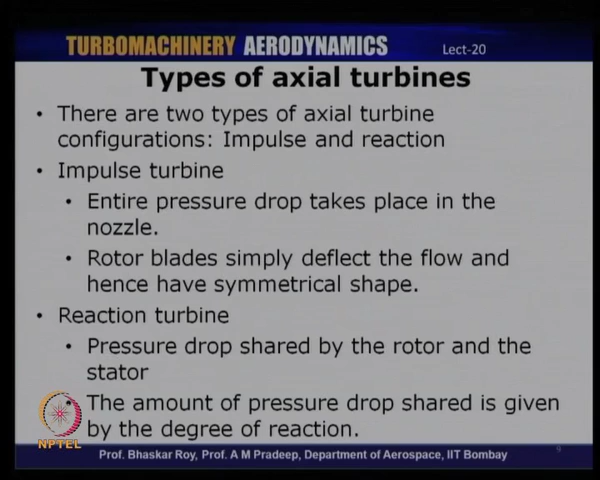 TURBOMACHINERY AERODYNAMICS
Lect-20
Types of axial turbines
• There are two types of axial turbine
configurations: Impulse and reaction
• Impulse turbine
• Entire pressure drop takes place in the
nozzle.
• Rotor blades simply deflect the flow and
hence have symmetrical shape.
• Reaction turbine
• Pressure drop shared by the rotor and the
stator
The amount of pressure drop shared is given
by the degree of reaction.
NPTEL
Prof. Bhaskar Roy, Prof. A M Pradeep, Department of Aerospace, IIT Bombay
9